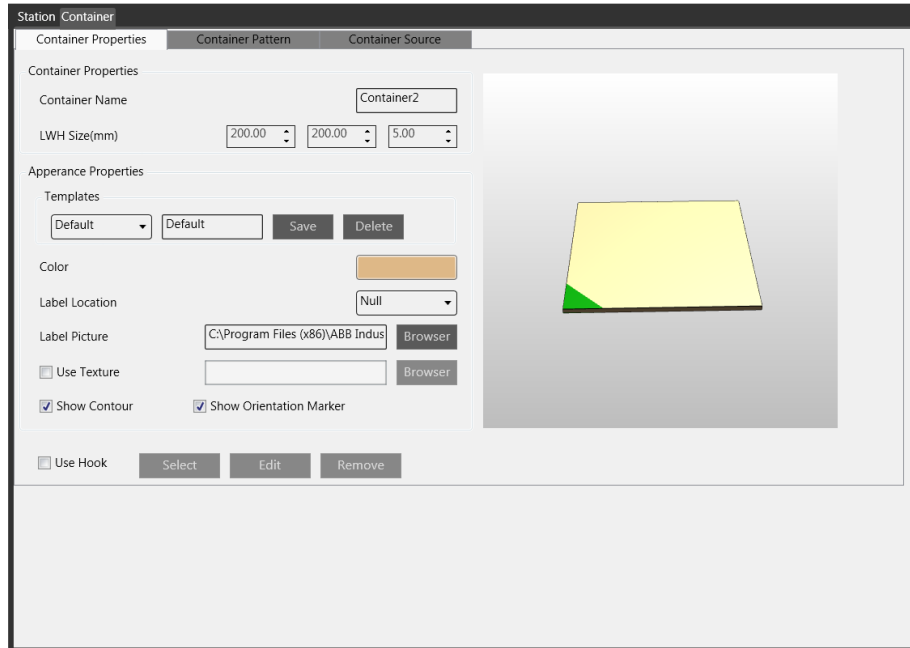 Station Container
Container Properties Container Pattern Container Source
Container Properties
Container Name Container2
LWH Size(mm) 200.00 200.00 5.00
Apperance Properties
Templates
Default Default Save Delete
Color
Label Location Null
Label Picture C:\Program Files (x86)\ABB Indus Browser
Use Texture Browser
Show Contour Show Orientation Marker
Use Hook Select Edit Remove